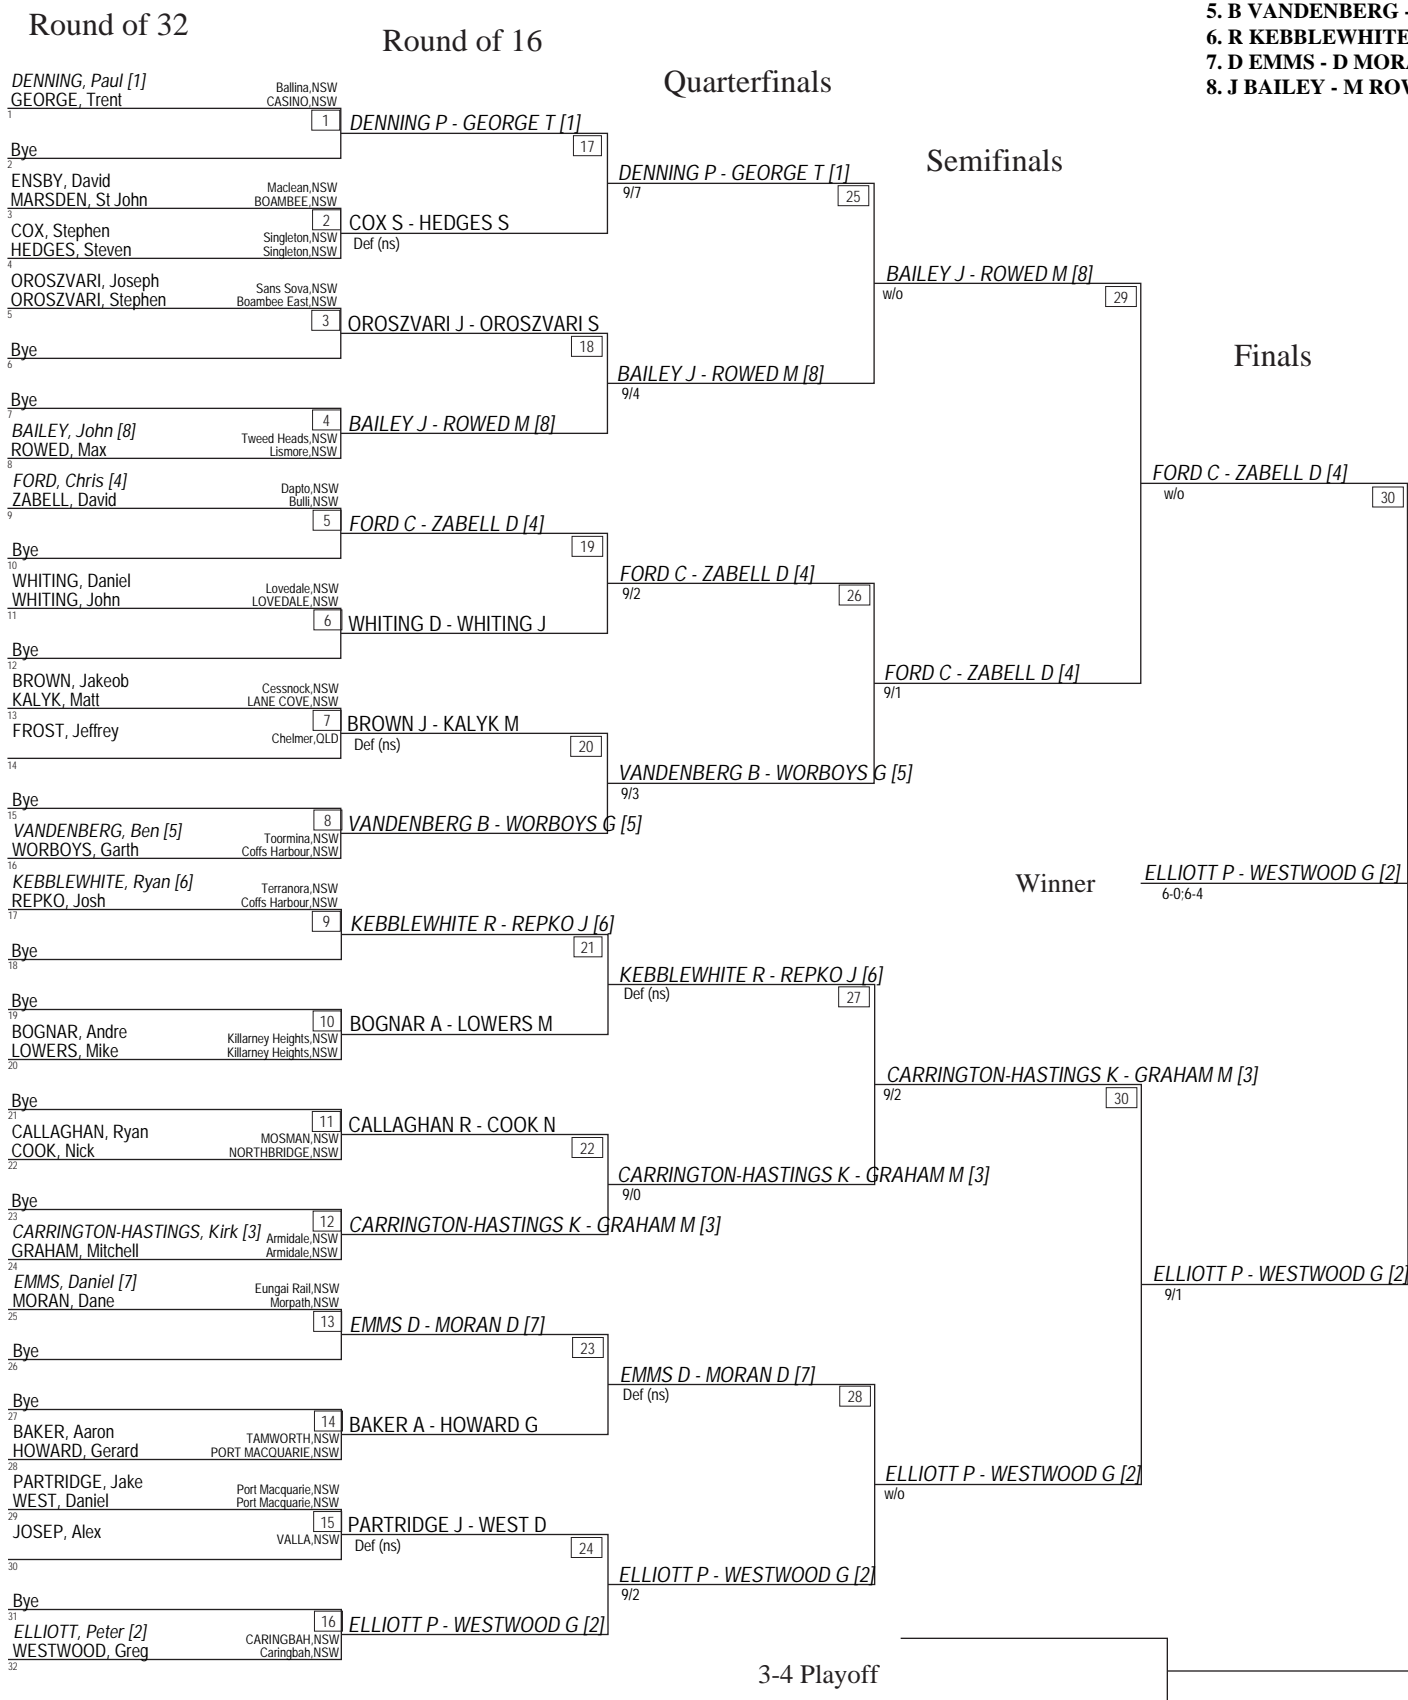 5. B VANDENBERG -
6. R KEBBLEWHITE
7. D EMMS - D MORA
8. J BAILEY - M ROW
Round of 32
Round of 16
Quarterfinals
Semifinals
Finals
DENNING, Paul [1] Ballina,NSW
GEORGE, Trent CASINO,NSW
1
1
Bye
2
ENSBY, David Maclean,NSW
MARSDEN, St John BOAMBEE,NSW
3
2
COX, Stephen Singleton,NSW
HEDGES, Steven Singleton,NSW
4
OROSZVARI, Joseph Sans Sova,NSW
OROSZVARI, Stephen Boambee East,NSW
5
3
Bye
6
Bye
7
4
BAILEY, John [8] Tweed Heads,NSW
ROWED, Max Lismore,NSW
8
FORD, Chris [4] Dapto,NSW
ZABELL, David Bulli,NSW
9
5
Bye
10
WHITING, Daniel Lovedale,NSW
WHITING, John LOVEDALE,NSW
11
6
Bye
12
BROWN, Jakeob Cessnock,NSW
KALYK, Matt LANE COVE,NSW
13
7
FROST, Jeffrey Chelmer,QLD
14
Bye
15
8
VANDENBERG, Ben [5] Toormina,NSW
WORBOYS, Garth Coffs Harbour,NSW
16
KEBBLEWHITE, Ryan [6] Terranora,NSW
REPKO, Josh Coffs Harbour,NSW
17
9
Bye
18
Bye
19
10
BOGNAR, Andre Killarney Heights,NSW
LOWERS, Mike Killarney Heights,NSW
20
Bye
21
11
CALLAGHAN, Ryan MOSMAN,NSW
COOK, Nick NORTHBRIDGE,NSW
22
Bye
23
12
CARRINGTON-HASTINGS, Kirk [3] Armidale,NSW
GRAHAM, Mitchell Armidale,NSW
24
EMMS, Daniel [7] Eungai Rail,NSW
MORAN, Dane Morpath,NSW
25
13
Bye
26
Bye
27
14
BAKER, Aaron TAMWORTH,NSW
HOWARD, Gerard PORT MACQUARIE,NSW
28
PARTRIDGE, Jake Port Macquarie,NSW
WEST, Daniel Port Macquarie,NSW
29
15
JOSEP, Alex VALLA,NSW
30
Bye
31
16
ELLIOTT, Peter [2] CARINGBAH,NSW
WESTWOOD, Greg Caringbah,NSW
32
DENNING P - GEORGE T [1]
17
COX S - HEDGES S
Def (ns)
OROSZVARI J - OROSZVARI S
18
BAILEY J - ROWED M [8]
FORD C - ZABELL D [4]
19
WHITING D - WHITING J
BROWN J - KALYK M
Def (ns)
20
VANDENBERG B - WORBOYS G [5]
KEBBLEWHITE R - REPKO J [6]
21
BOGNAR A - LOWERS M
CALLAGHAN R - COOK N
22
CARRINGTON-HASTINGS K - GRAHAM M [3]
EMMS D - MORAN D [7]
23
BAKER A - HOWARD G
PARTRIDGE J - WEST D
Def (ns)
24
ELLIOTT P - WESTWOOD G [2]
DENNING P - GEORGE T [1]
9/7
25
BAILEY J - ROWED M [8]
9/4
FORD C - ZABELL D [4]
9/2
26
VANDENBERG B - WORBOYS G [5]
9/3
KEBBLEWHITE R - REPKO J [6]
Def (ns)
27
CARRINGTON-HASTINGS K - GRAHAM M [3]
9/0
EMMS D - MORAN D [7]
Def (ns)
28
ELLIOTT P - WESTWOOD G [2]
9/2
BAILEY J - ROWED M [8]
w/o
29
FORD C - ZABELL D [4]
9/1
CARRINGTON-HASTINGS K - GRAHAM M [3]
9/2
30
ELLIOTT P - WESTWOOD G [2]
w/o
FORD C - ZABELL D [4]
w/o
30
ELLIOTT P - WESTWOOD G [2]
9/1
Winner
ELLIOTT P - WESTWOOD G [2]
6-0;6-4
3-4 Playoff